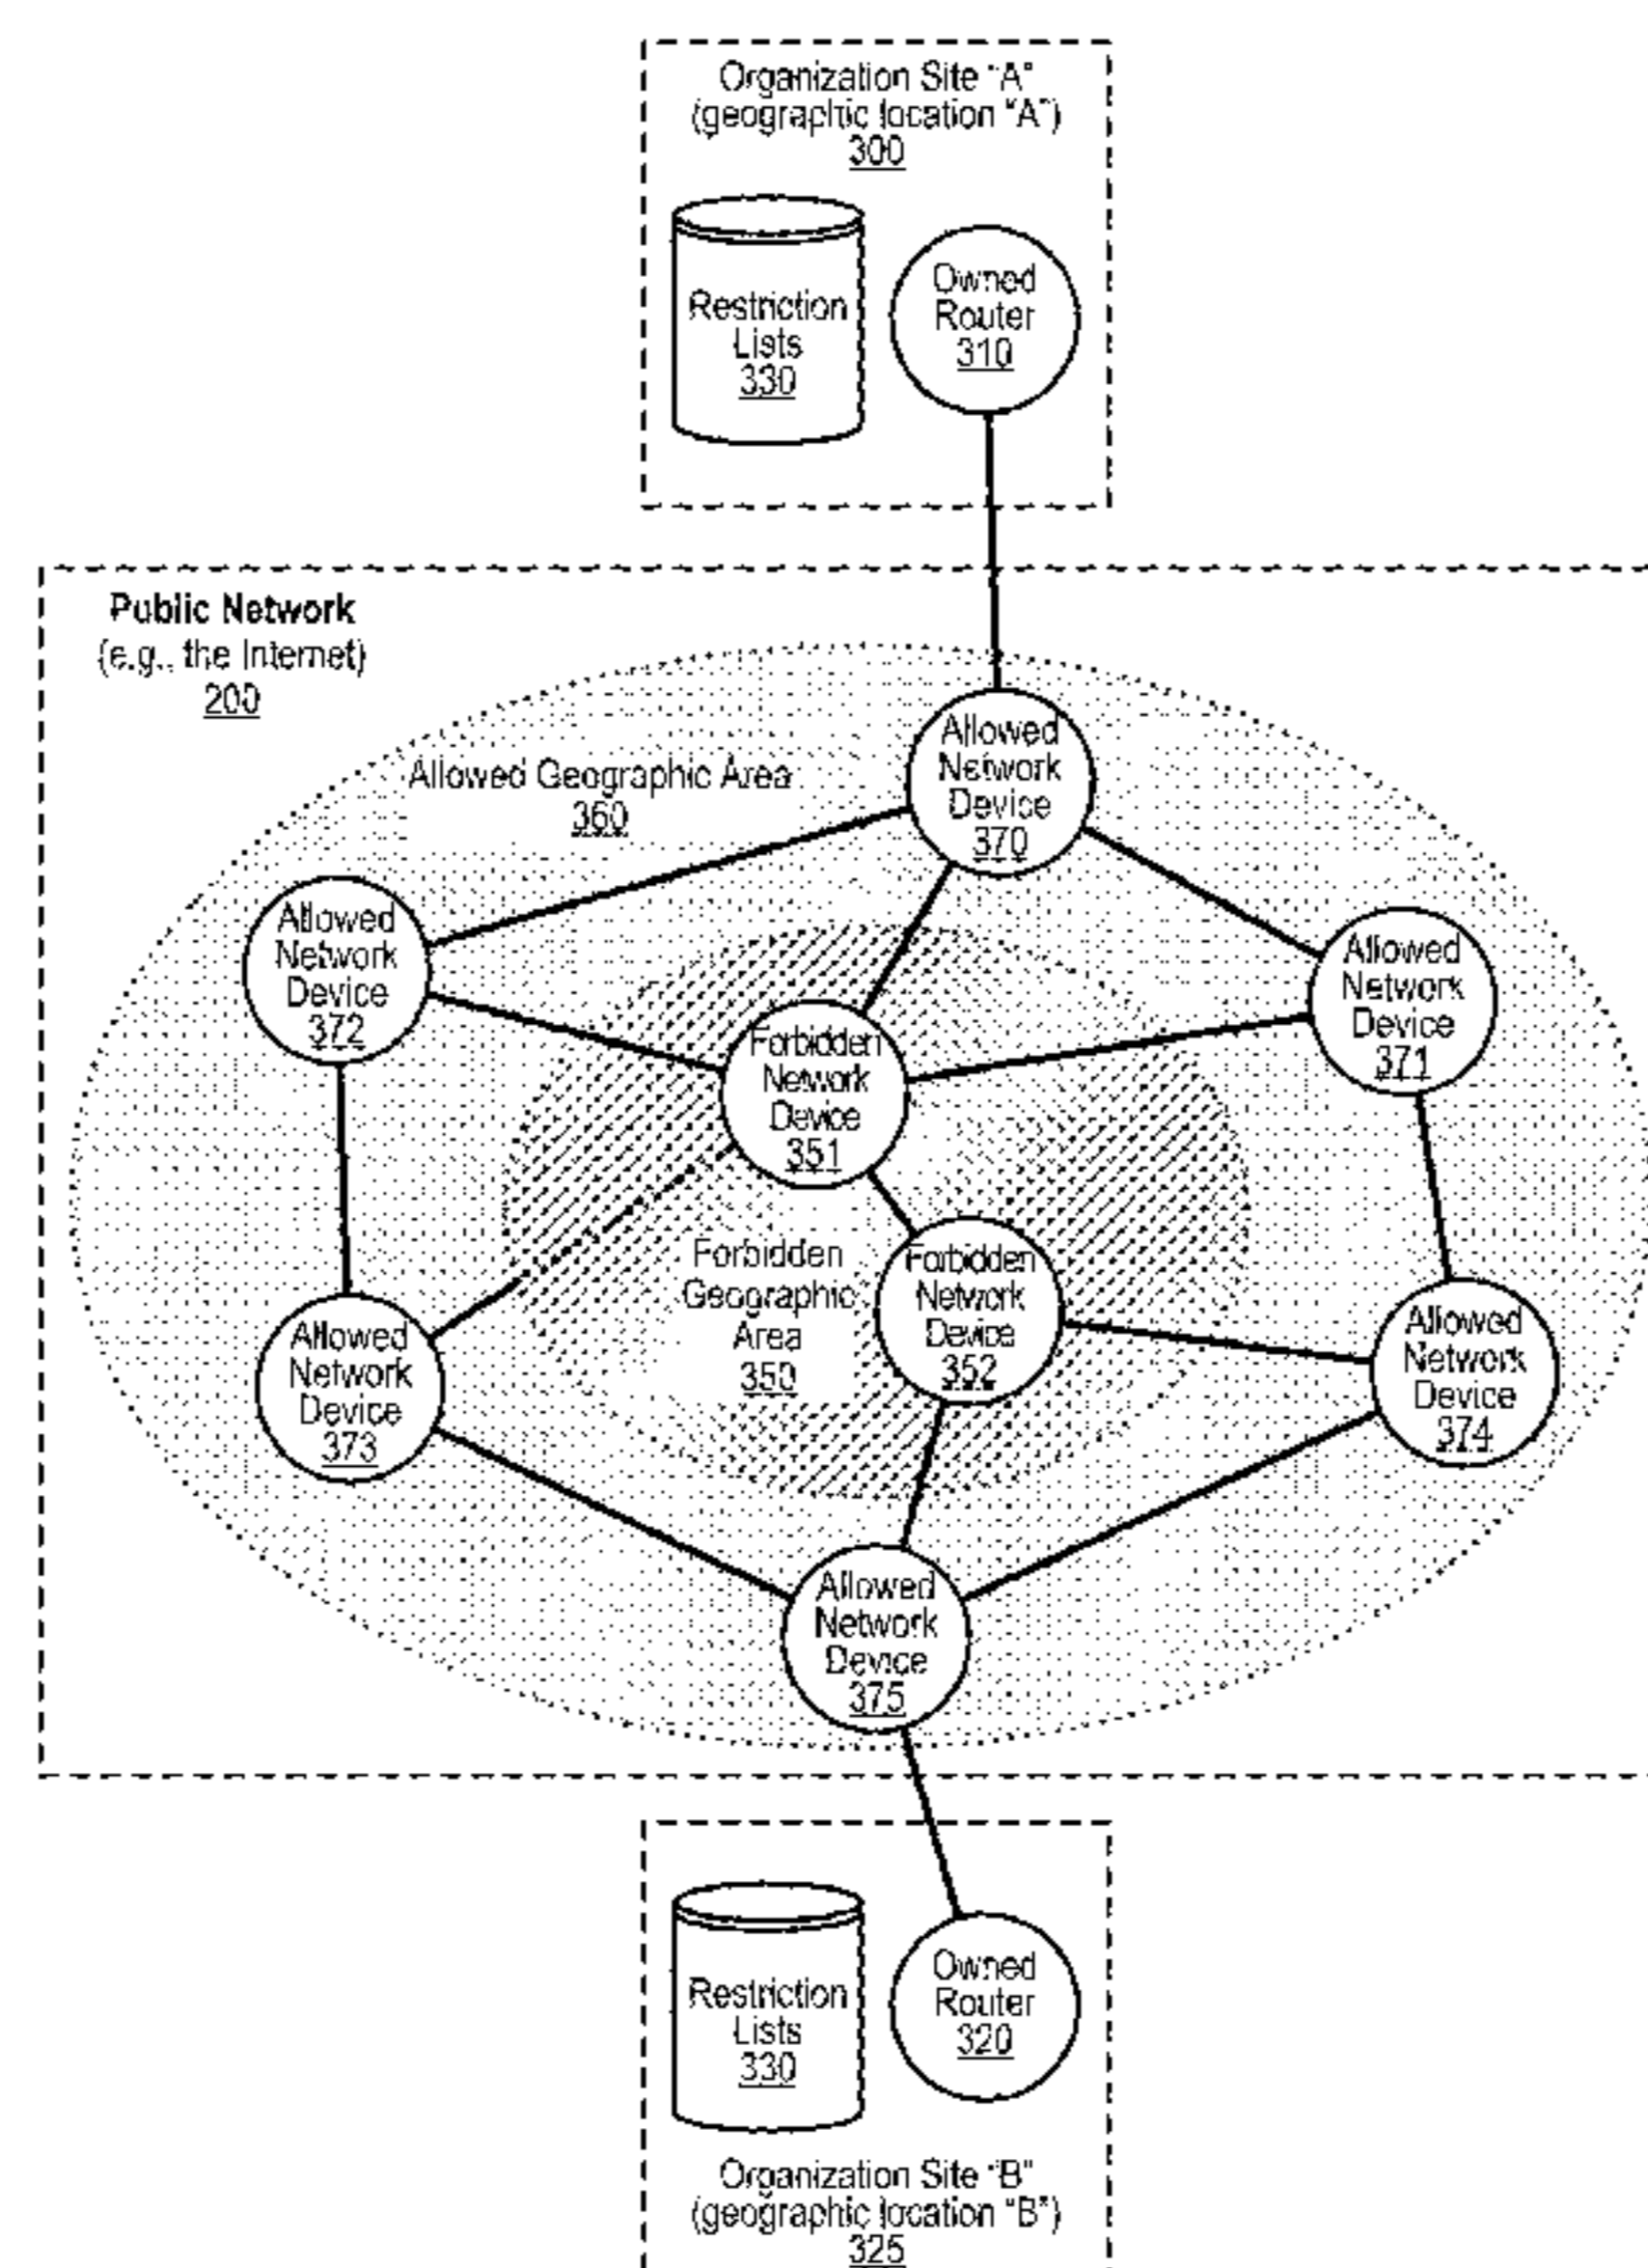 Organization Site "A"
(geographic location "A")
300
Restriction
Lists
330
Owned
Router
310
Public Network
(e.g., the Internet)
200
Allowed Geographic Area
360
Allowed
Network
Device
370
Allowed
Network
Device
372
Allowed
Network
Device
371
Forbidden
Network
Device
351
Forbidden
Geographic
Area
350
Forbidden
Network
Device
352
Allowed
Network
Device
373
Allowed
Network
Device
374
Allowed
Network
Device
375
Restriction
Lists
330
Owned
Router
320
Organization Site "B"
(geographic location "B")
325